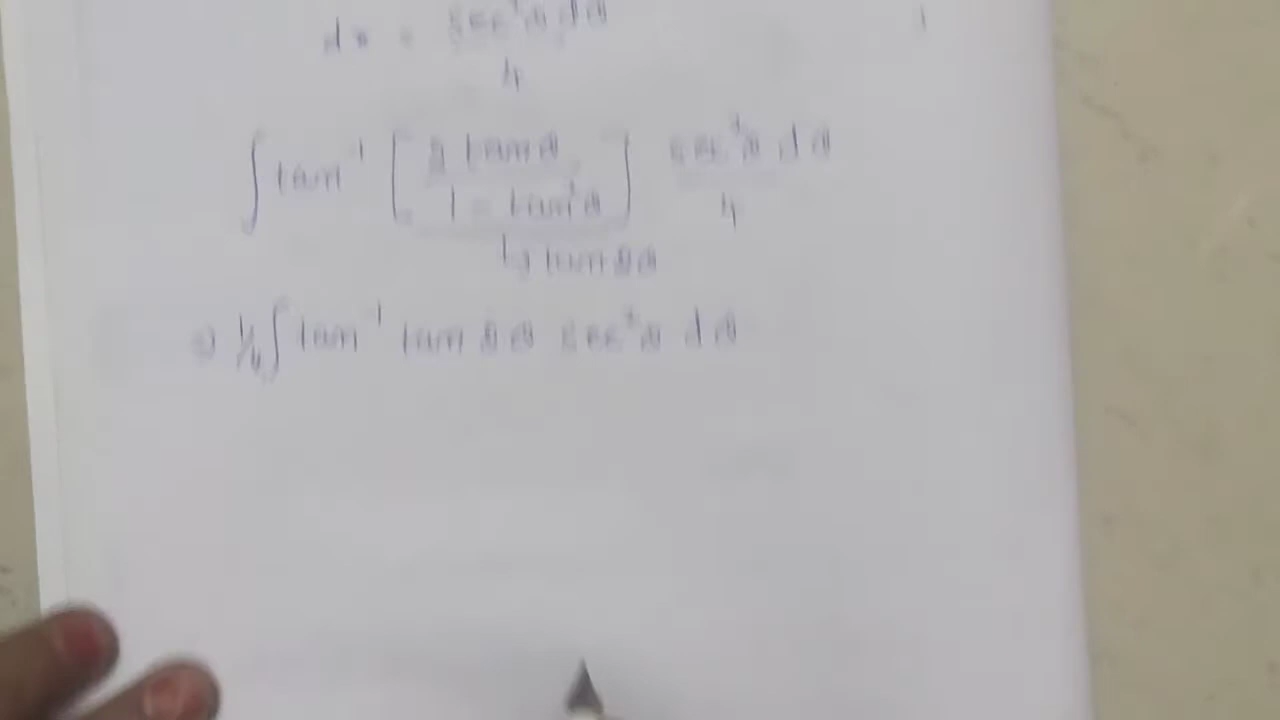 dx = sec²θ dθ
4
∫ tan⁻¹ [ 2 tanθ / 1 - tan²θ ] sec²θ dθ / 4
↳ tan 2θ
⇒ 1/4 ∫ tan⁻¹ tan 2θ sec²θ dθ